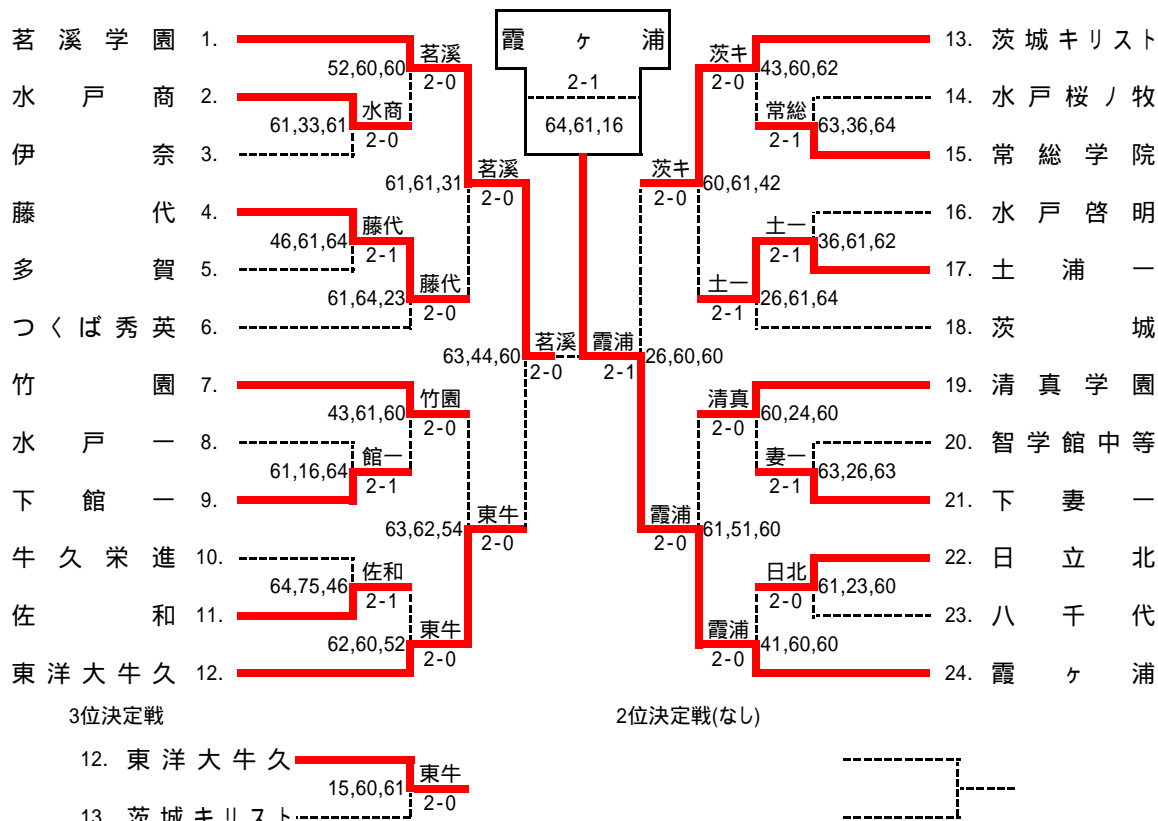 霞ヶ浦
2-1
64,61,16
茗溪学園 1.
水戸商 2.
伊奈 3.
藤代 4.
多賀 5.
つくば秀英 6.
竹園 7.
水戸一 8.
下館一 9.
牛久栄進 10.
佐和 11.
東洋大牛久 12.
茗溪
52,60,60
2-0
水商
61,33,61
2-0
茗溪
61,61,31
2-0
藤代
46,61,64
2-1
藤代
61,64,23
2-0
茗溪
63,44,60
2-0
竹園
43,61,60
2-0
館一
61,16,64
2-1
東牛
63,62,54
2-0
佐和
64,75,46
2-1
東牛
62,60,52
2-0
霞浦
26,60,60
2-1
茨キ
43,60,62
2-0
常総
63,36,64
2-1
茨キ
60,61,42
2-0
土一
36,61,62
2-1
土一
26,61,64
2-1
清真
60,24,60
2-0
妻一
63,26,63
2-1
霞浦
61,51,60
2-0
日北
61,23,60
2-0
霞浦
41,60,60
2-0
13. 茨城キリスト
14. 水戸桜ノ牧
15. 常総学院
16. 水戸啓明
17. 土浦一
18. 茨城
19. 清真学園
20. 智学館中等
21. 下妻一
22. 日立北
23. 八千代
24. 霞ヶ浦
3位決定戦
12. 東洋大牛久
東牛
15,60,61
2-0
13. 茨城キリスト
2位決定戦(なし)